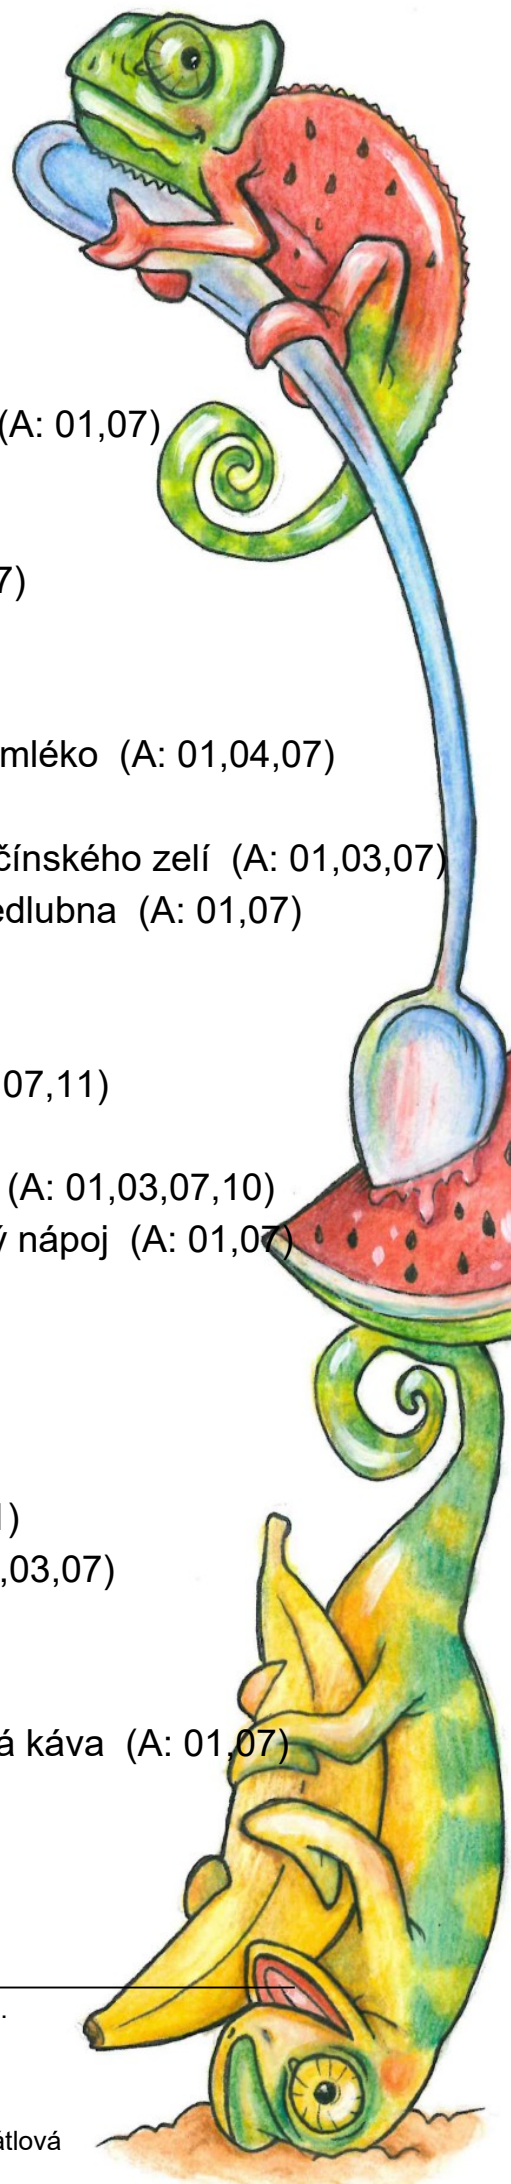 (A: 01,07)
7)
mléko (A: 01,04,07)
čínského zelí (A: 01,03,07)
edlubna (A: 01,07)
07,11)
(A: 01,03,07,10)
ý nápoj (A: 01,07)
)
,03,07)
á káva (A: 01,07)
.
átlová